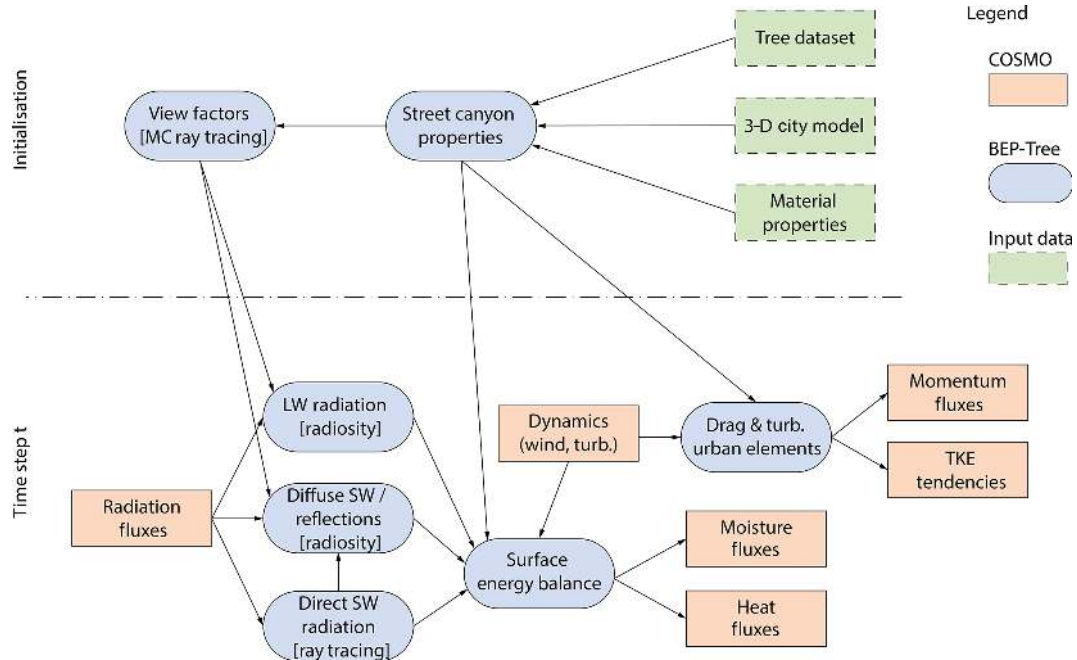 Legend
COSMO
BEP-Tree
Input data
Initialisation
Tree dataset
View factors
[MC ray tracing]
Street canyon
properties
3-D city model
Material
properties
Time step t
LW radiation
[radiosity]
Dynamics
(wind, turb.)
Drag & turb.
urban elements
Momentum
fluxes
TKE
tendencies
Radiation
fluxes
Diffuse SW /
reflections
[radiosity]
Surface
energy balance
Moisture
fluxes
Direct SW
radiation
[ray tracing]
Heat
fluxes